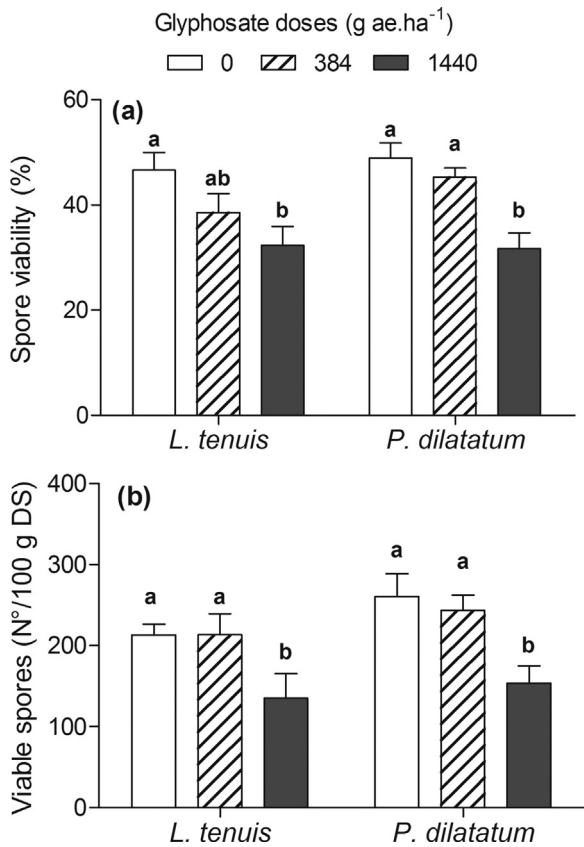 Glyphosate doses (g ae.ha⁻¹)
0 384 1440
(a)
Spore viability (%)
60
40
20
0
a ab b a a b
L. tenuis P. dilatatum
(b)
Viable spores (N°/100 g DS)
400
300
200
100
0
a a b a a b
L. tenuis P. dilatatum